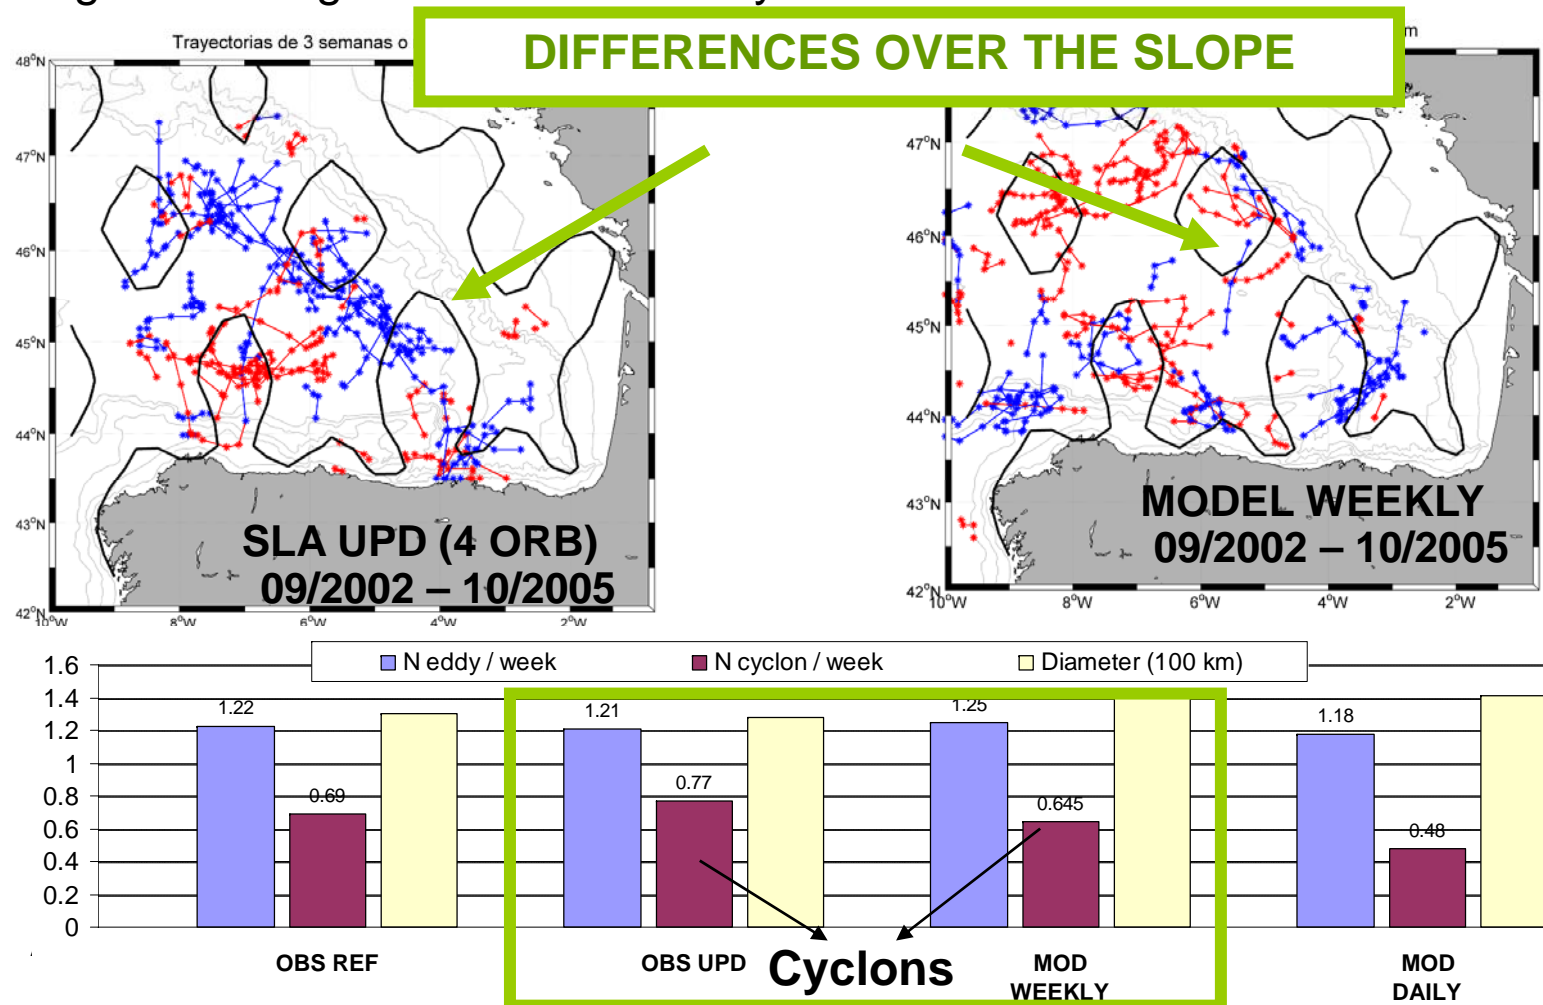 DIFFERENCES OVER THE SLOPE
Trayectorias de 3 semanas o
m
48°N
47°N
46°N
45°N
44°N
43°N
42°N
10°W 8°W 6°W 4°W 2°W
SLA UPD (4 ORB)
09/2002 – 10/2005
47°N
46°N
45°N
44°N
43°N
42°N
10°W 8°W 6°W 4°W 2°W
MODEL WEEKLY
09/2002 – 10/2005
N eddy / week N cyclon / week Diameter (100 km)
1.6
1.4
1.2
1
0.8
0.6
0.4
0.2
0
1.22 0.69
1.21 0.77
1.25 0.645
1.18 0.48
OBS REF
OBS UPD
Cyclons
MOD
WEEKLY
MOD
DAILY